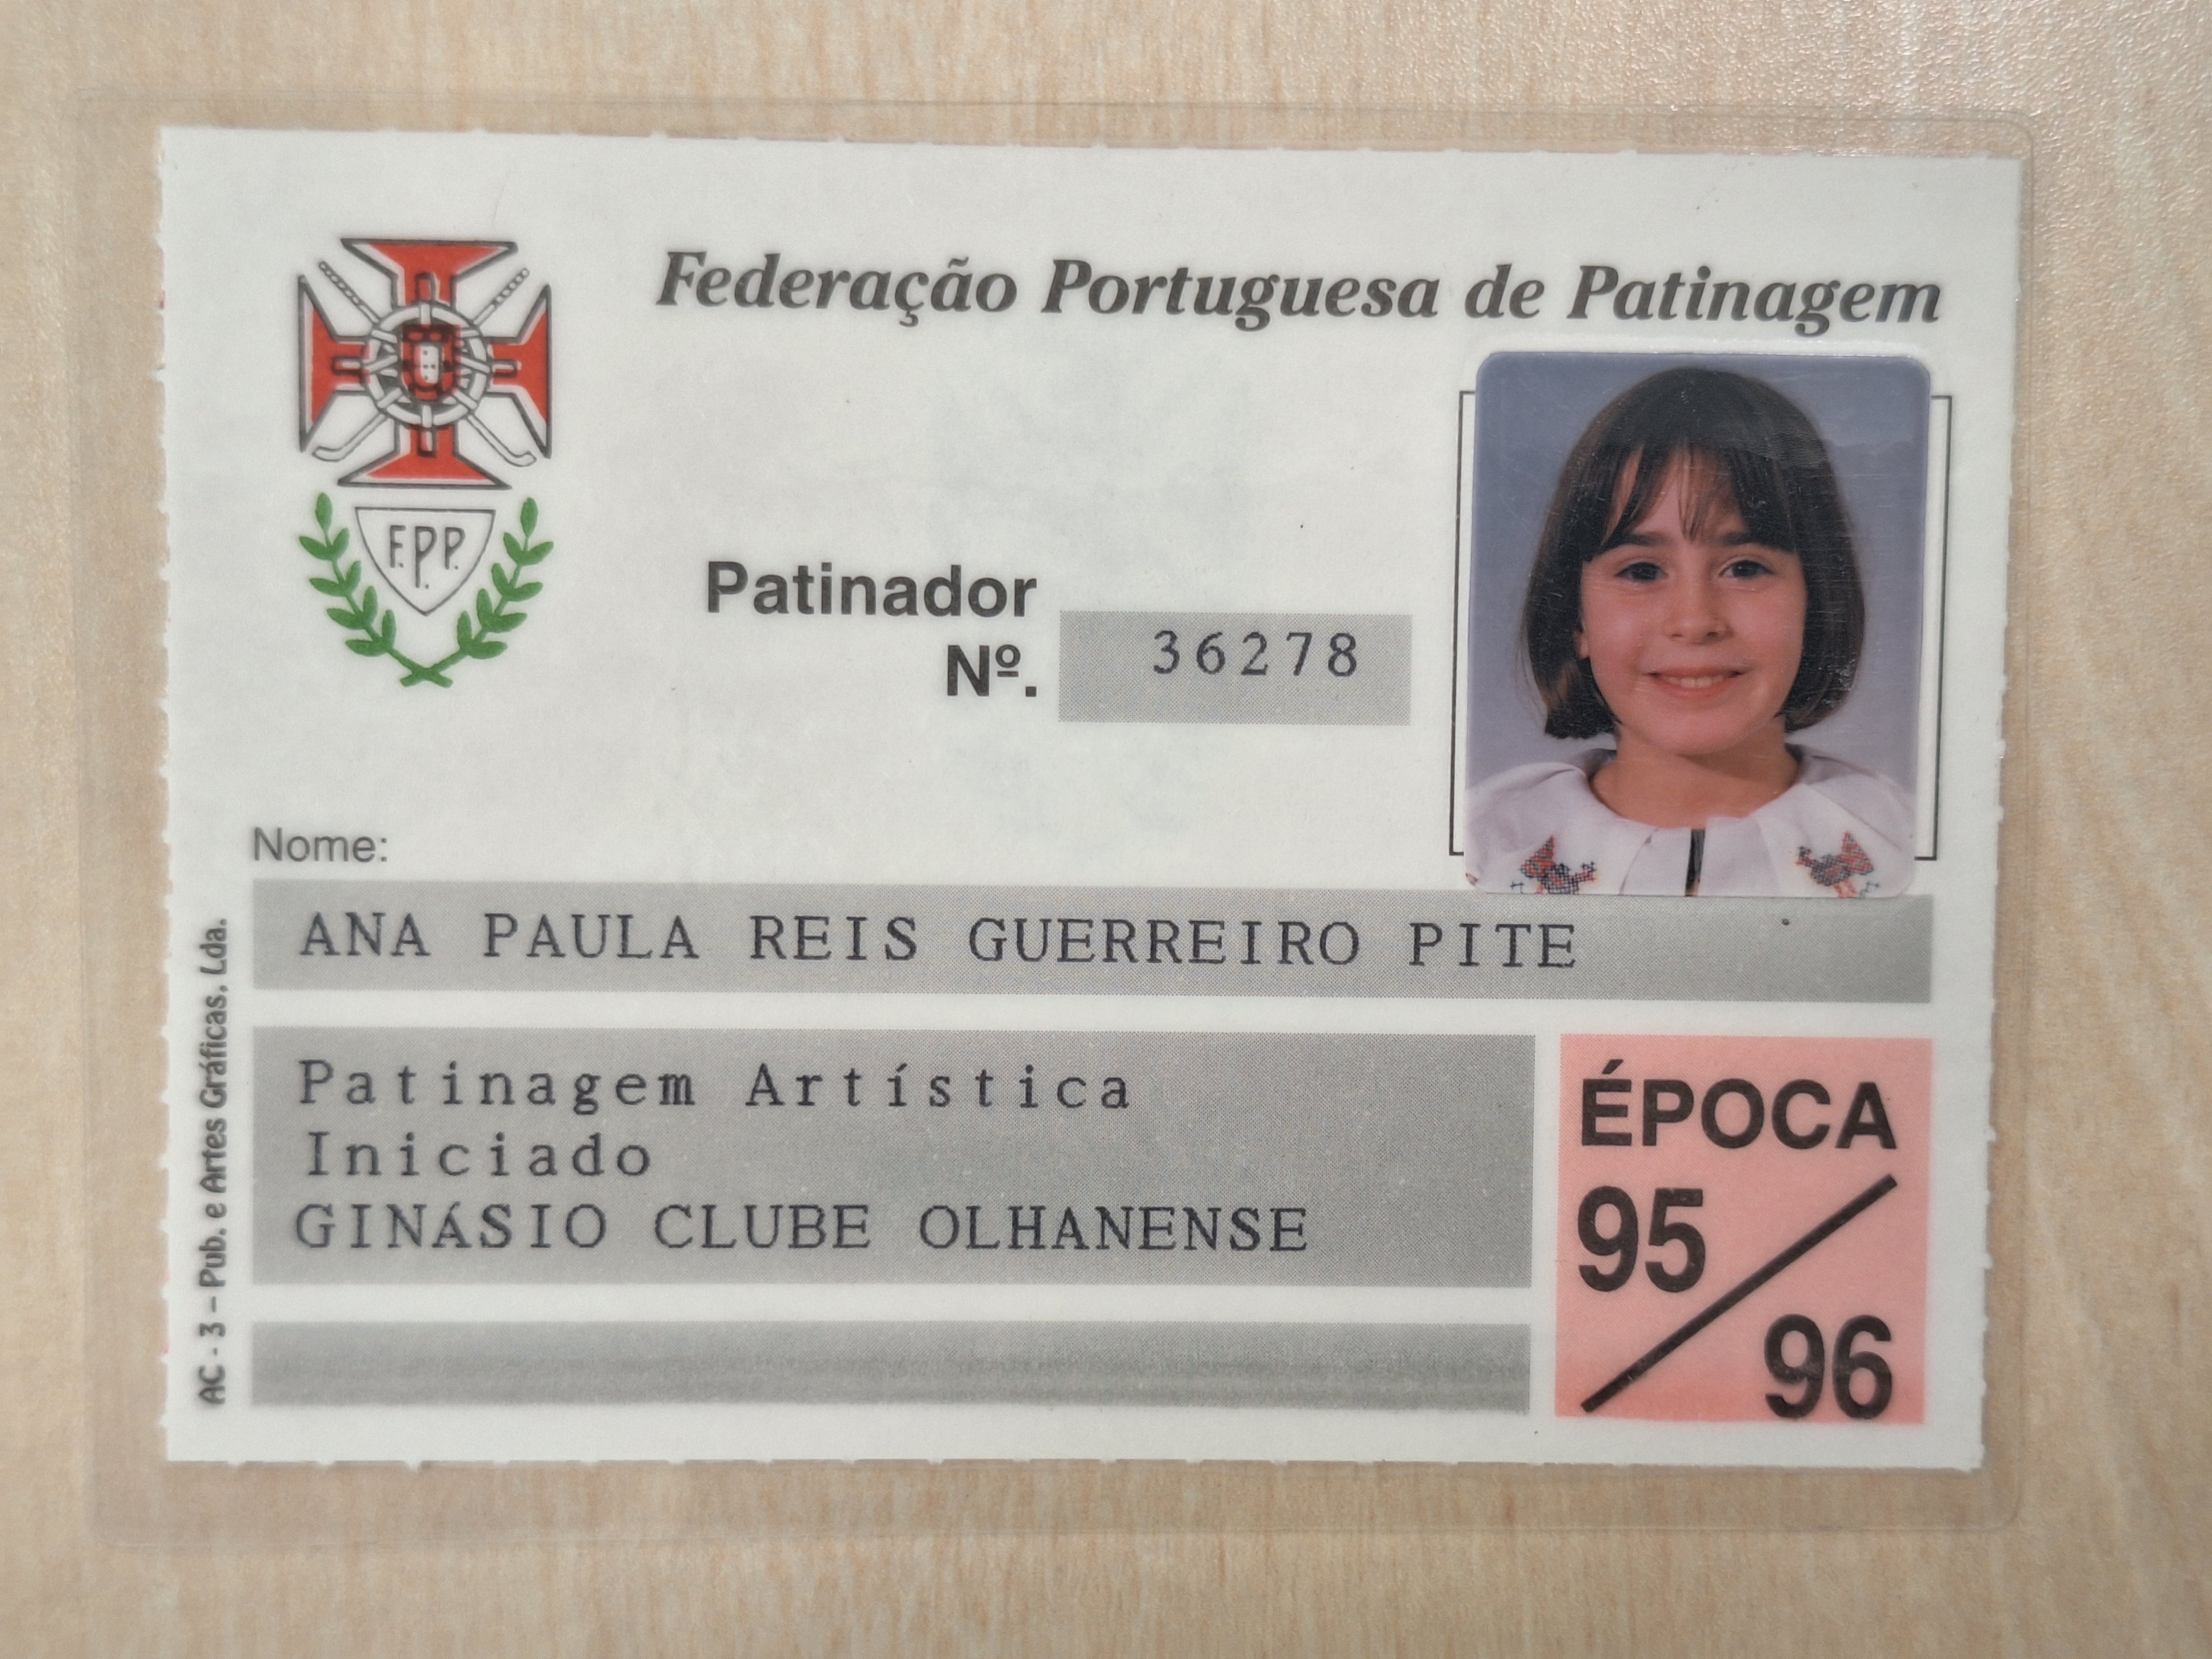 Federação Portuguesa de Patinagem
F.P.P.
Patinador
Nº. 36278
Nome:
ANA PAULA REIS GUERREIRO PITE
Patinagem Artística
Iniciado
GINÁSIO CLUBE OLHANENSE
ÉPOCA
95
96
AC - 3 – Pub. e Artes Gráficas, Lda.